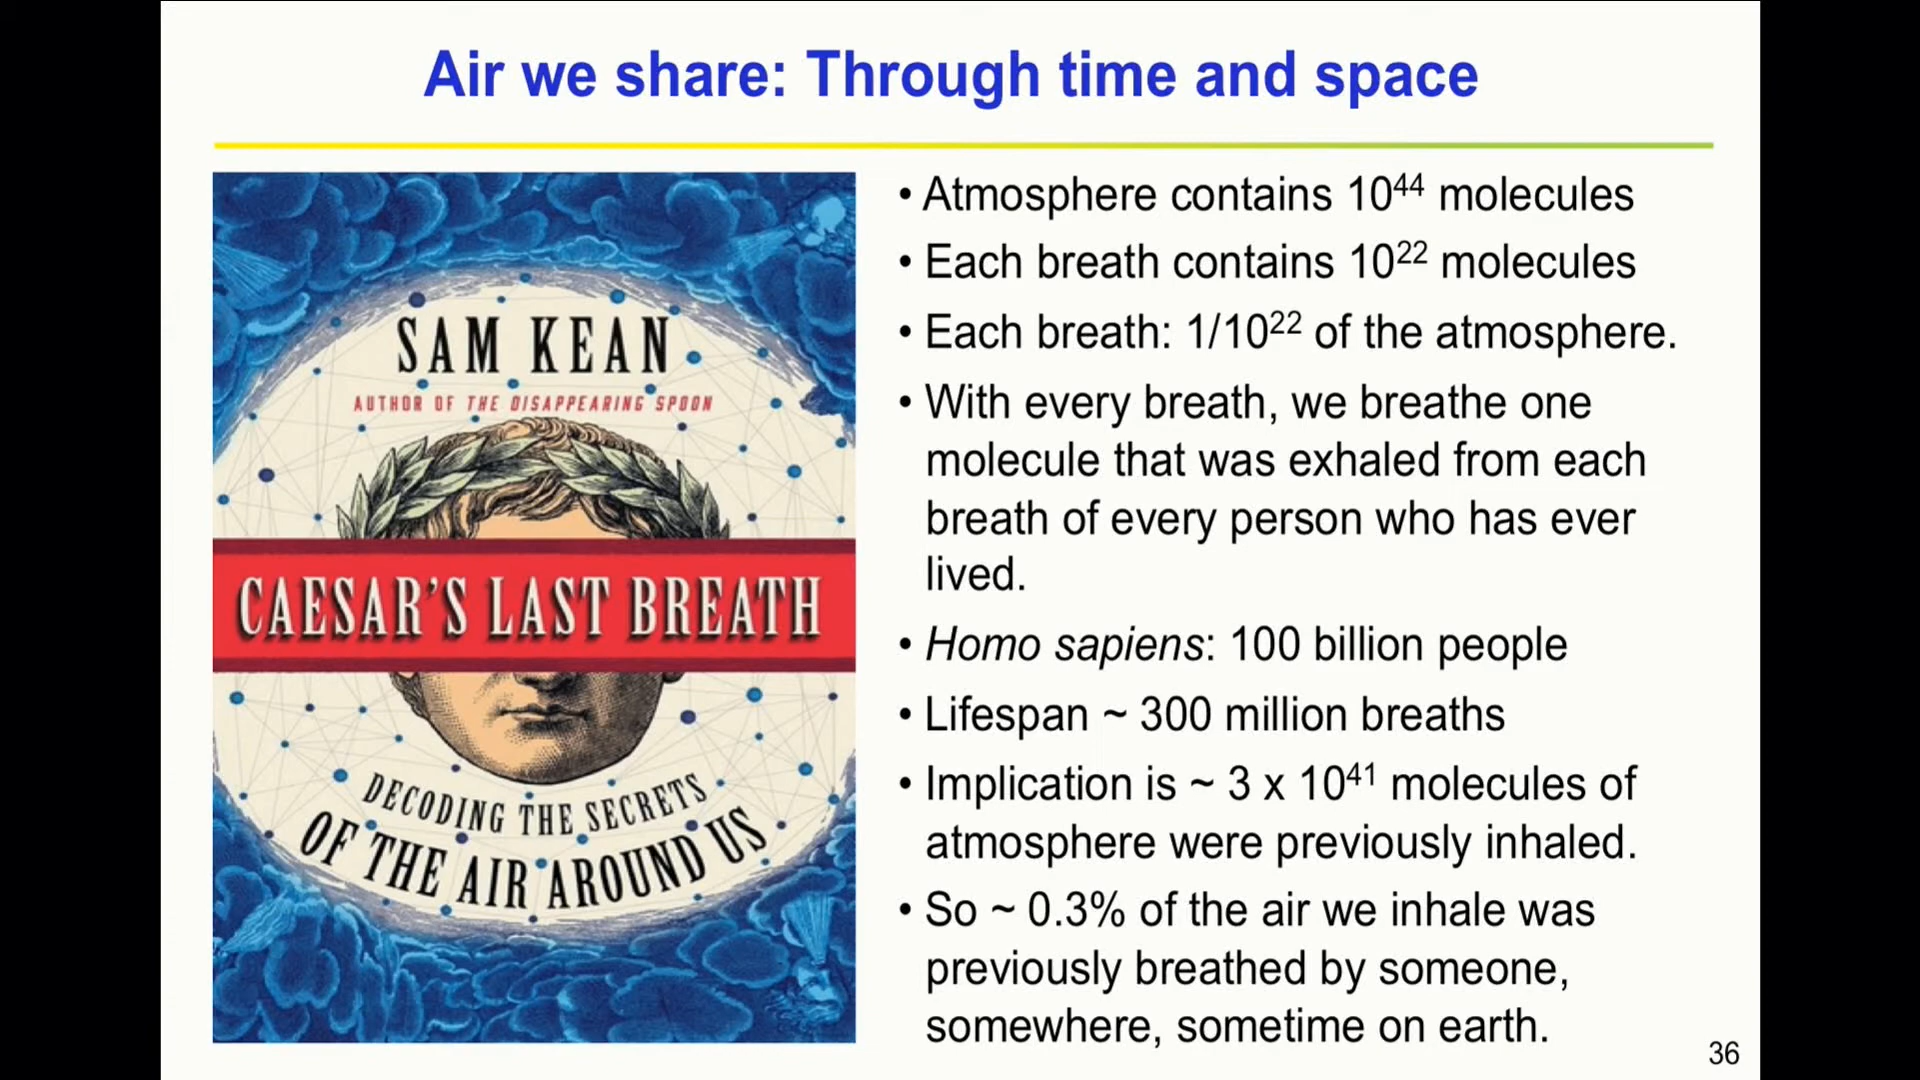 Air we share: Through time and space
SAM KEAN
AUTHOR OF THE DISAPPEARING SPOON
CAESAR'S LAST BREATH
DECODING THE SECRETS
OF THE AIR AROUND US
• Atmosphere contains 10⁴⁴ molecules
• Each breath contains 10²² molecules
• Each breath: 1/10²² of the atmosphere.
• With every breath, we breathe one
molecule that was exhaled from each
breath of every person who has ever
lived.
• Homo sapiens: 100 billion people
• Lifespan ~ 300 million breaths
• Implication is ~ 3 x 10⁴¹ molecules of
atmosphere were previously inhaled.
• So ~ 0.3% of the air we inhale was
previously breathed by someone,
somewhere, sometime on earth.
36